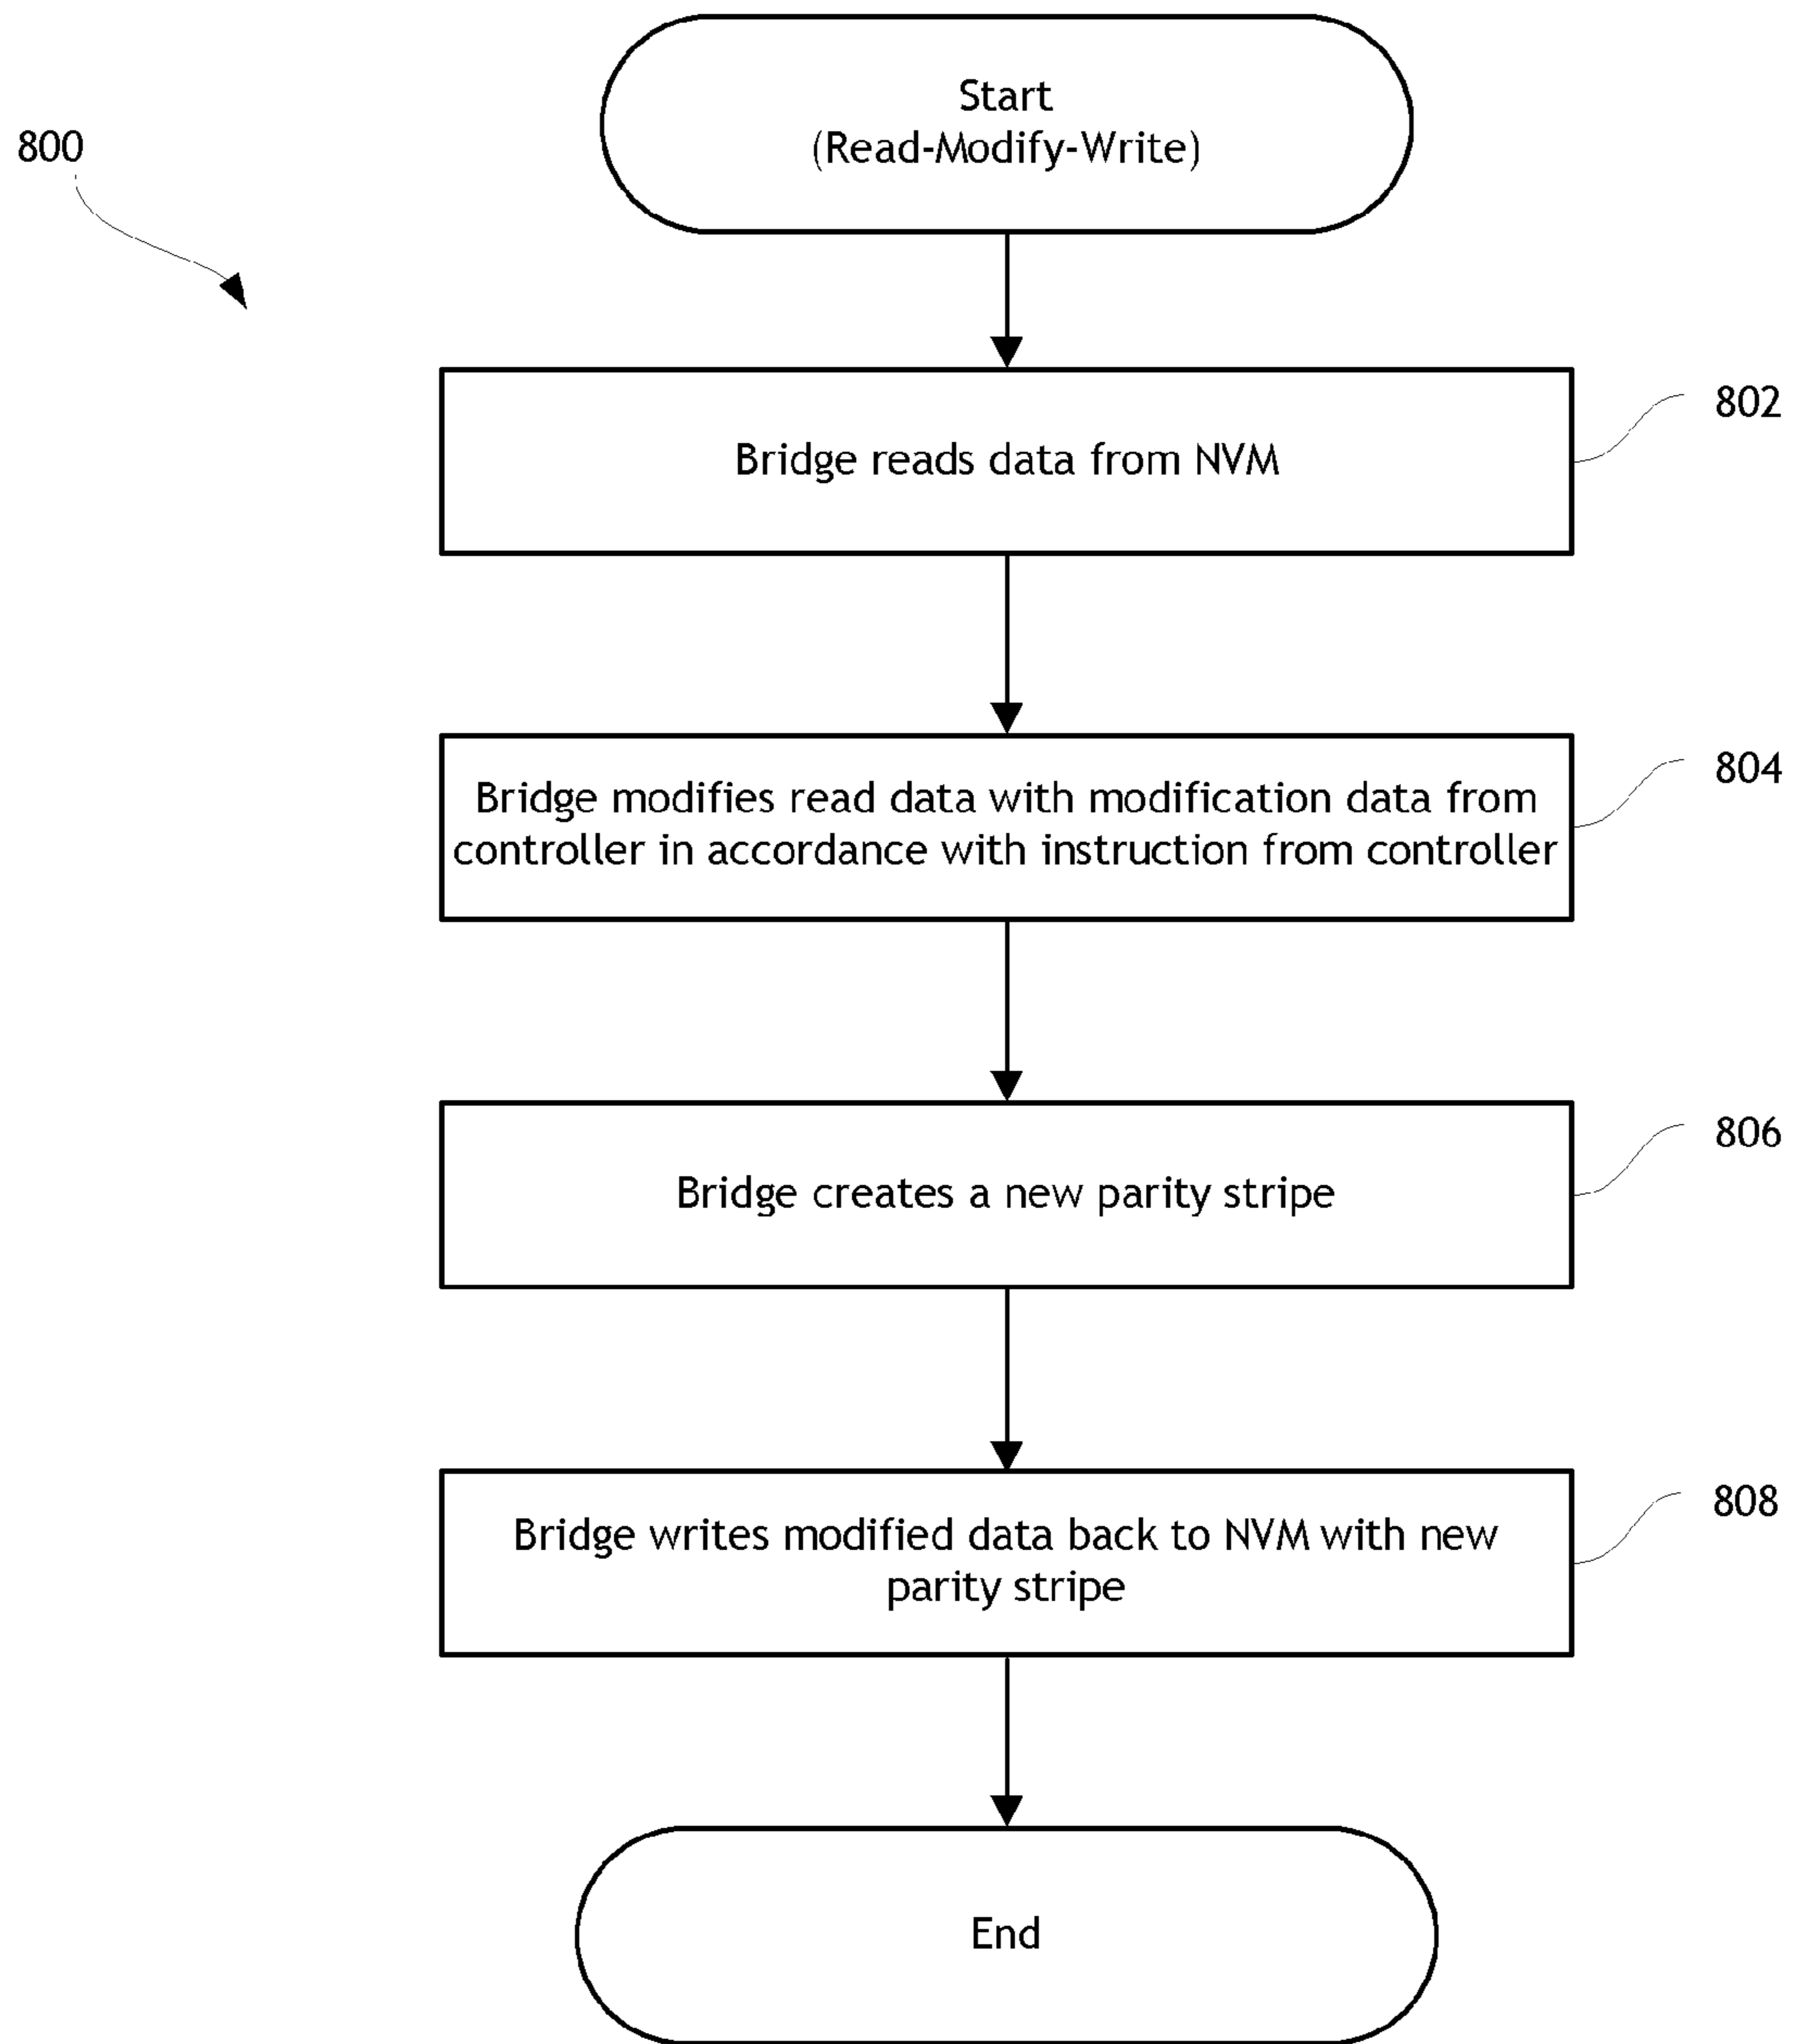 Start
(Read-Modify-Write)
800
Bridge reads data from NVM
802
Bridge modifies read data with modification data from
controller in accordance with instruction from controller
804
Bridge creates a new parity stripe
806
Bridge writes modified data back to NVM with new
parity stripe
808
End